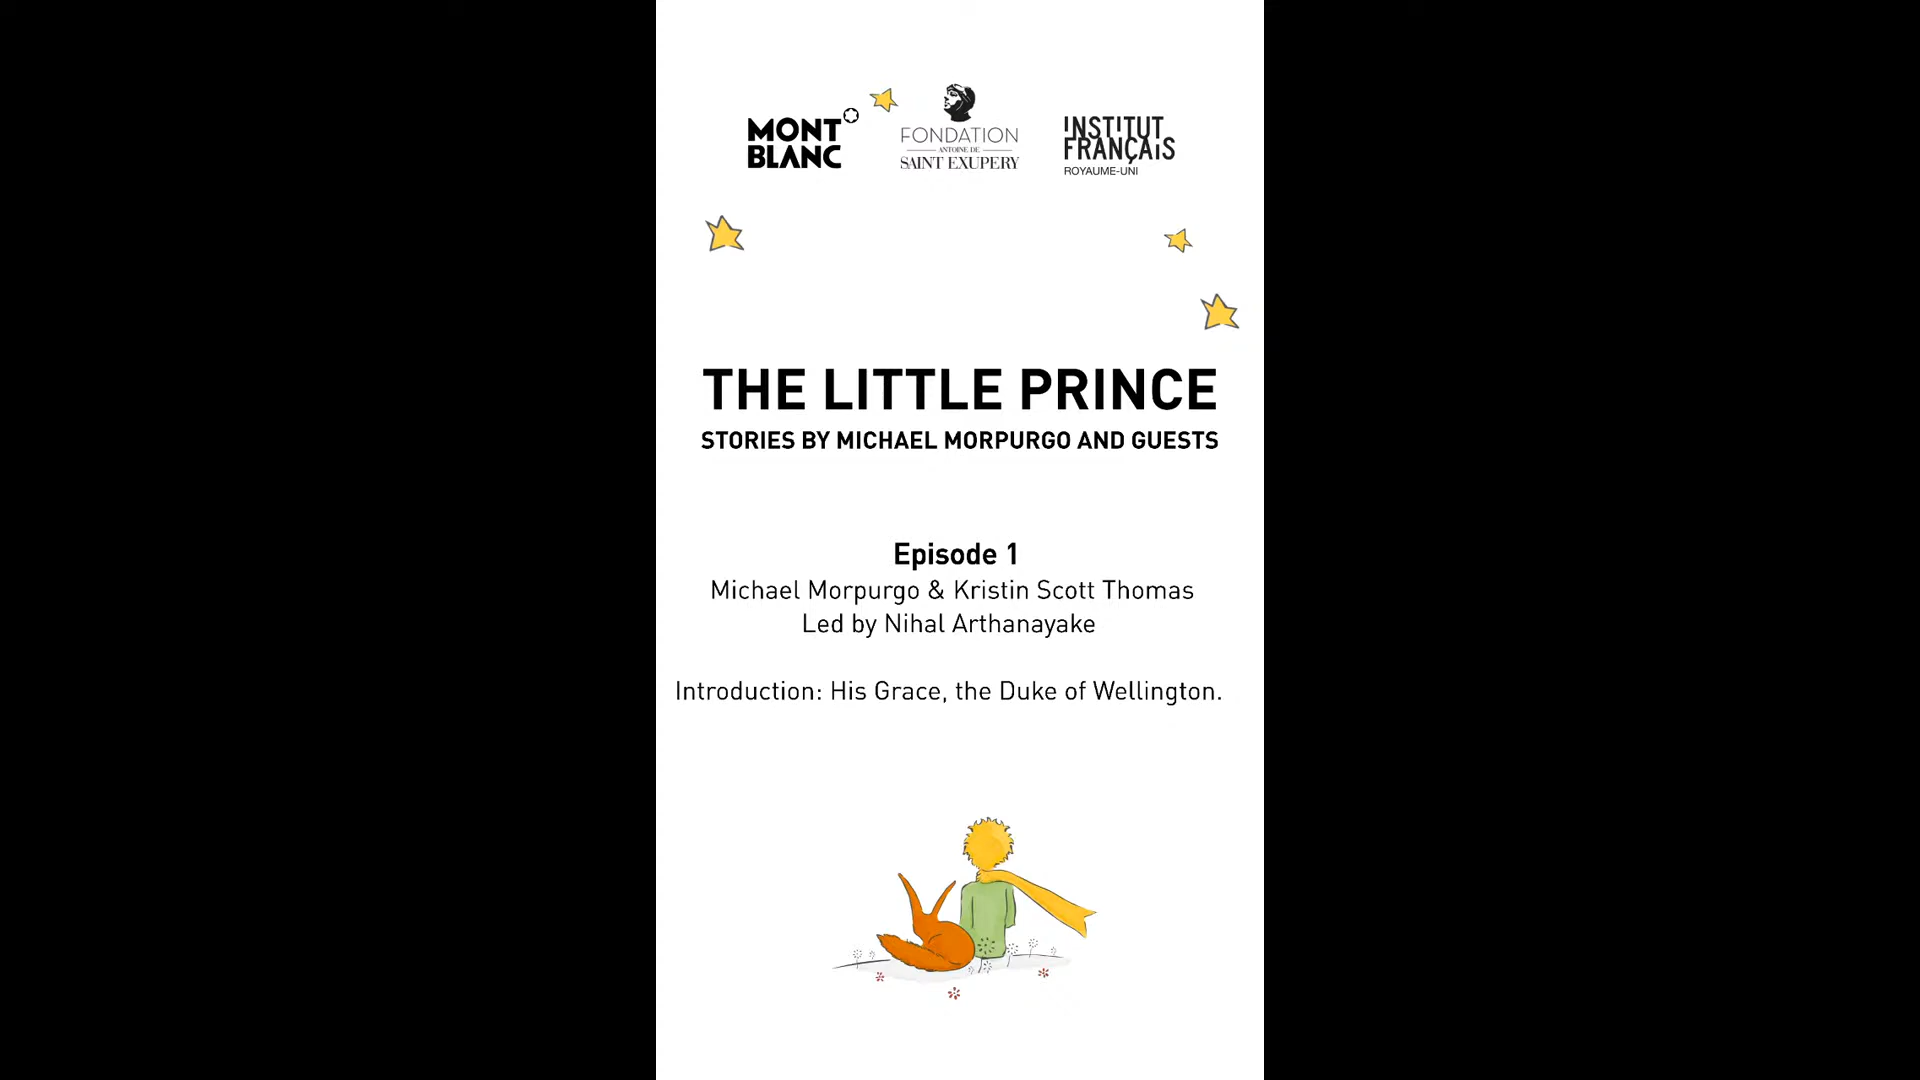 MONT
BLANC
FONDATION
ANTOINE DE
SAINT EXUPERY
INSTITUT
FRANÇAIS
ROYAUME-UNI
THE LITTLE PRINCE
STORIES BY MICHAEL MORPURGO AND GUESTS
Episode 1
Michael Morpurgo & Kristin Scott Thomas
Led by Nihal Arthanayake
Introduction: His Grace, the Duke of Wellington.